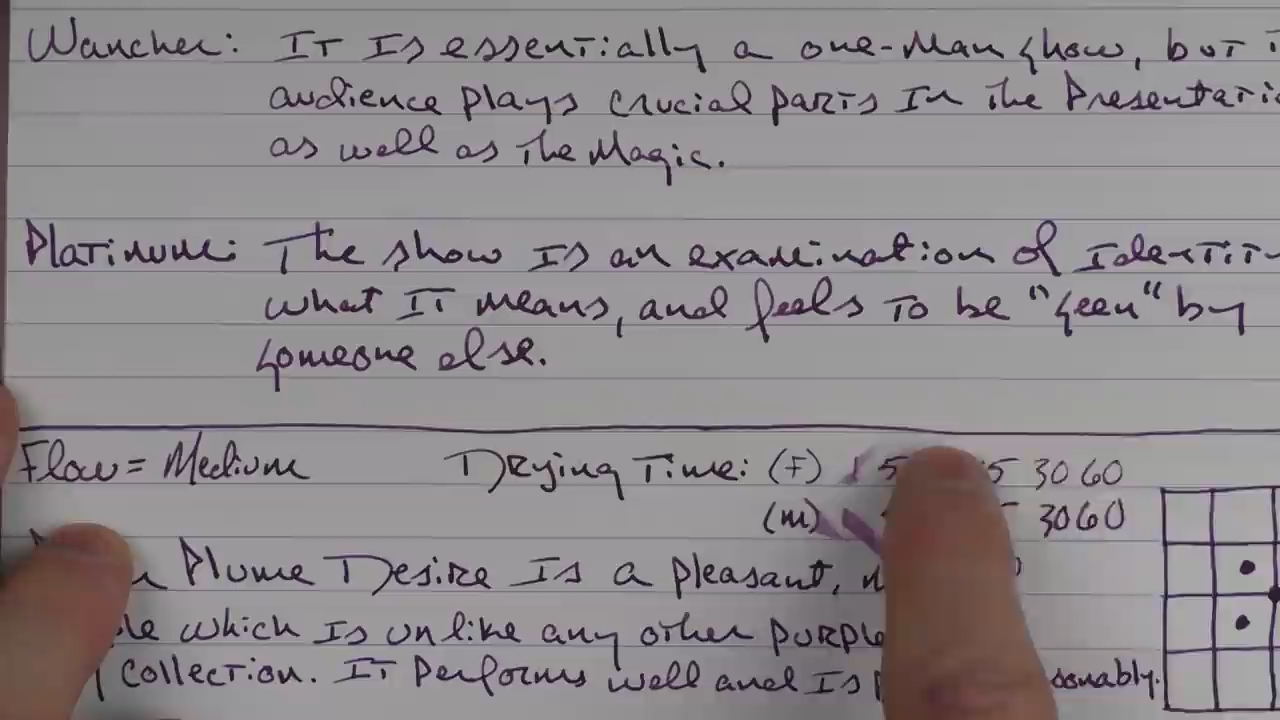 Wancher: It Is essentially a one-Man show, but
audience plays crucial parts In the Presentati
as well as the Magic.
Platinum: The show Is an examination of Identit
what It means, and feels To be "seen" by
someone else.
Flow = Medium Drying Time: (F) 1 5 5 30 60
(M) 30 60
Plume Desire Is a pleasant,
which Is unlike any other purple
collection. It Performs well and Is